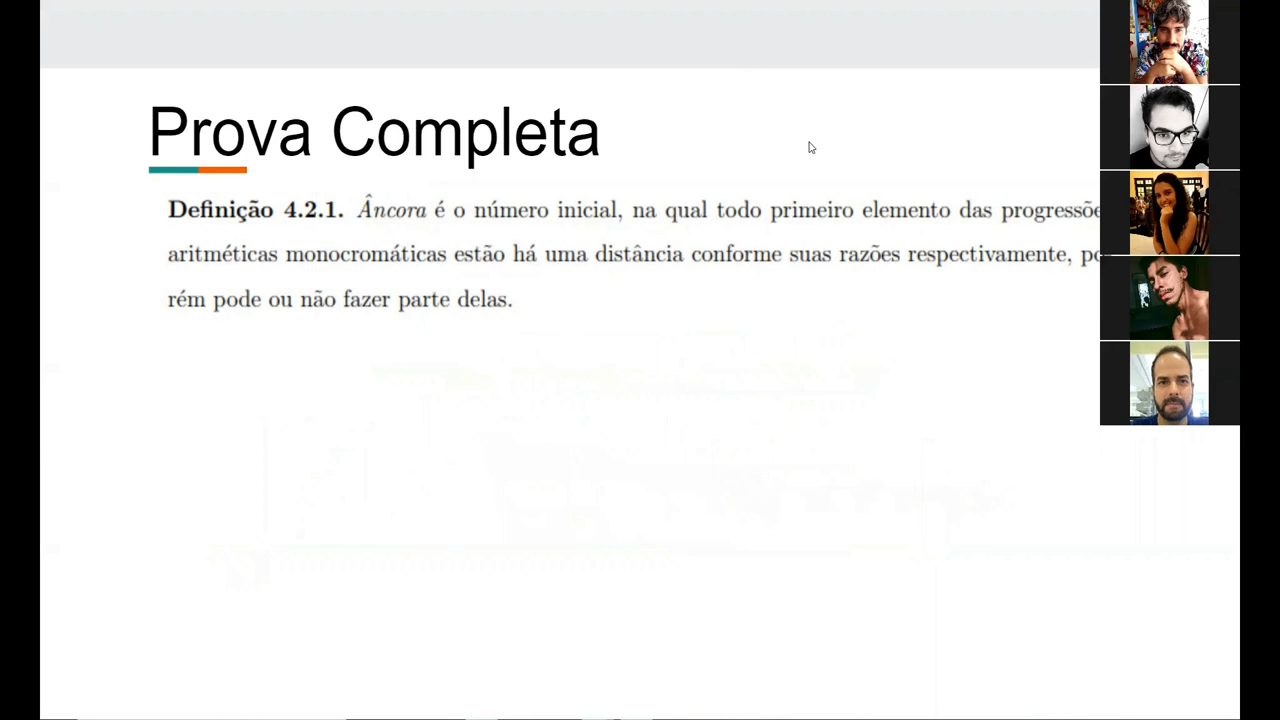 Prova Completa
Definição 4.2.1. Âncora é o número inicial, na qual todo primeiro elemento das progressõe
aritméticas monocromáticas estão há uma distância conforme suas razões respectivamente, po
rém pode ou não fazer parte delas.